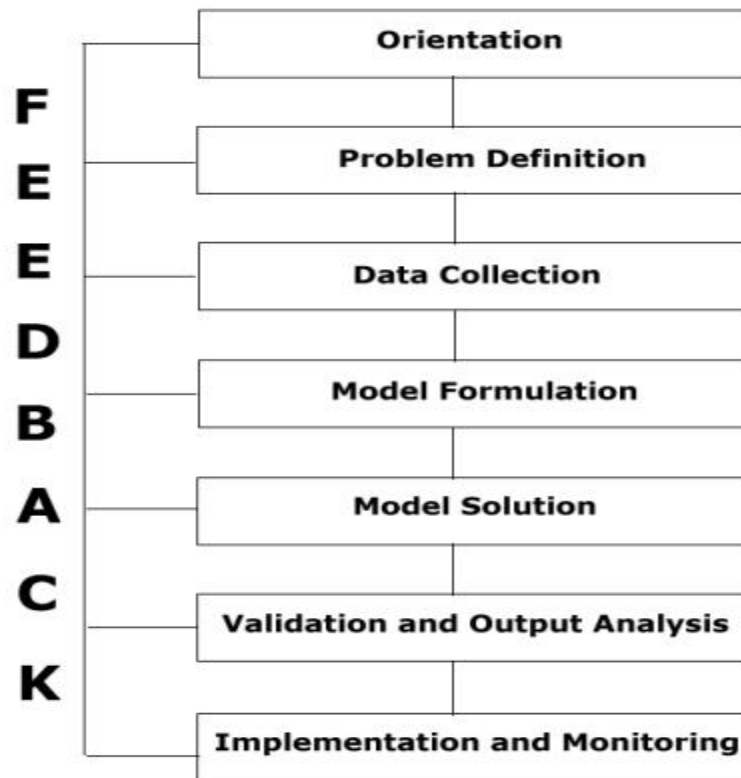 Orientation
Problem Definition
Data Collection
Model Formulation
Model Solution
Validation and Output Analysis
Implementation and Monitoring
F
E
E
D
B
A
C
K